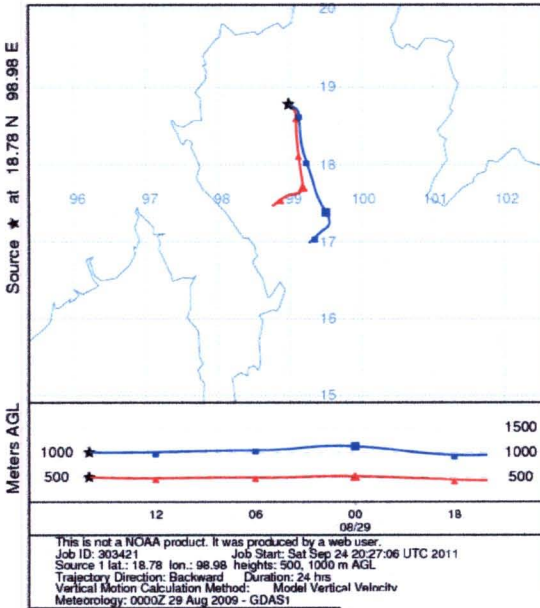 Source ★ at 18.78 N 98.98 E
20
19
18
96 97 98 99 100 101 102
17
16
15
Meters AGL
1500
1000 1000
500 500
12 06 00 18
08/29
This is not a NOAA product. It was produced by a web user.
Job ID: 303421 Job Start: Sat Sep 24 20:27:06 UTC 2011
Source 1 lat.: 18.78 lon.: 98.98 heights: 500, 1000 m AGL
Trajectory Direction: Backward Duration: 24 hrs
Vertical Motion Calculation Method: Model Vertical Velocity
Meteorology: 0000Z 29 Aug 2009 - GDAS1